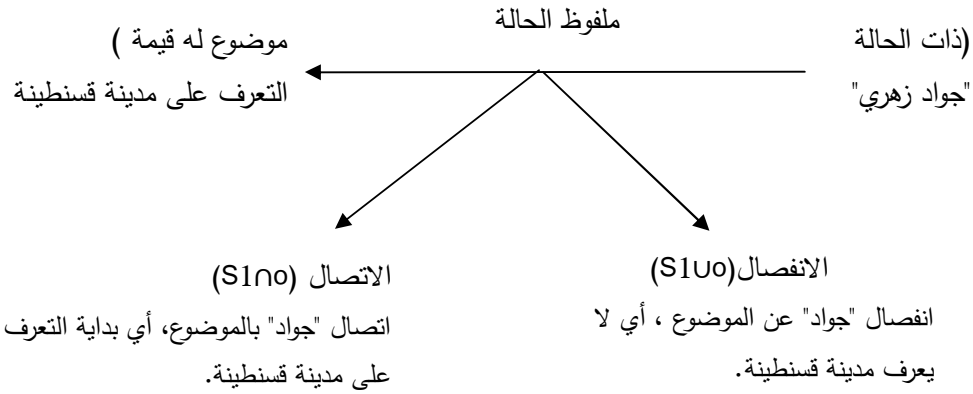 ملفوظ الحالة
(ذات الحالة
"جواد زهري"
موضوع له قيمة )
التعرف على مدينة قسنطينة
الانفصال(S1∪o)
انفصال "جواد" عن الموضوع ، أي لا
يعرف مدينة قسنطينة.
الاتصال (S1∩o)
اتصال "جواد" بالموضوع، أي بداية التعرف
على مدينة قسنطينة.